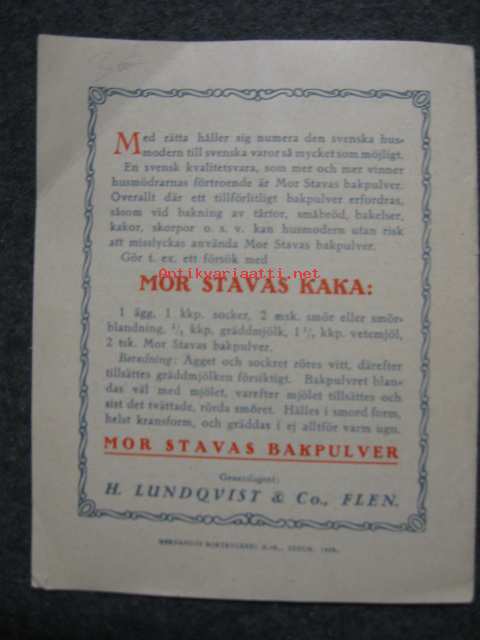 Med rätta håller sig numera den svenska hus-
modern till svenska varor så mycket som möjligt.
En svensk kvalitetsvara, som mer och mer vinner
husmödrarnas förtroende är Mor Stavas bakpulver.
Överallt där ett tillförlitligt bakpulver erfordras,
såsom vid bakning av tårtor, småbröd, bakelser,
kakor, skorpor o. s. v. kan husmodern utan risk
att misslyckas använda Mor Stavas bakpulver.
Gör t. ex. ett försök med
Antikvariaatti.net
MOR STAVAS KAKA:
1 ägg, 1 kkp. socker, 2 msk. smör eller smör-
blandning, kkp. gräddmjölk, 1 kkp. vetemjöl,
2 tsk. Mor Stavas bakpulver.
Beredning: Ägget och sockret röres vitt, därefter
tillsättes gräddmjölken försiktigt. Bakpulvret blan-
das väl med mjölet, varefter mjölet tillsättes och
sist det tvättade, rörda smöret. Hälles i smord form,
helst kransform, och gräddas i ej alltför varm ugn.
MOR STAVAS BAKPULVER
Generalagent:
H. LUNDQVIST & Co., FLEN.